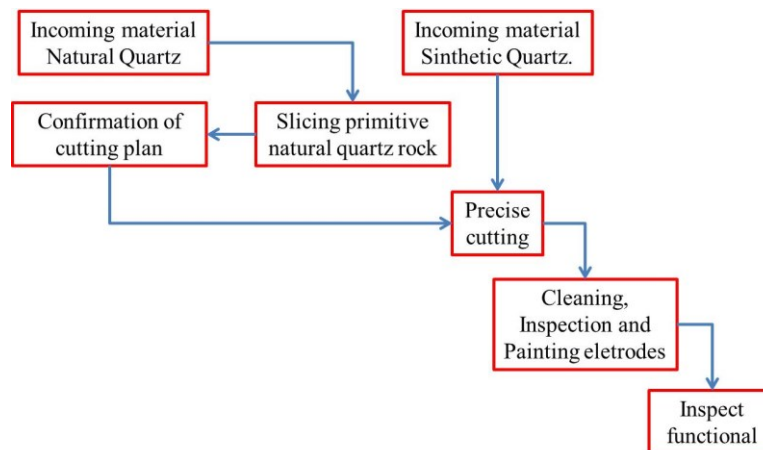 Incoming material
Natural Quartz
Incoming material
Sinthetic Quartz.
Confirmation of
cutting plan
Slicing primitive
natural quartz rock
Precise
cutting
Cleaning,
Inspection and
Painting eletrodes
Inspect
functional